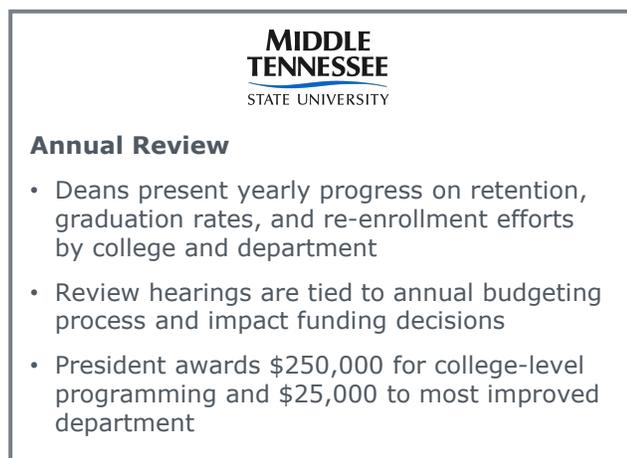 MIDDLE
TENNESSEE
STATE UNIVERSITY
Annual Review
• Deans present yearly progress on retention,
graduation rates, and re-enrollment efforts
by college and department
• Review hearings are tied to annual budgeting
process and impact funding decisions
• President awards $250,000 for college-level
programming and $25,000 to most improved
department